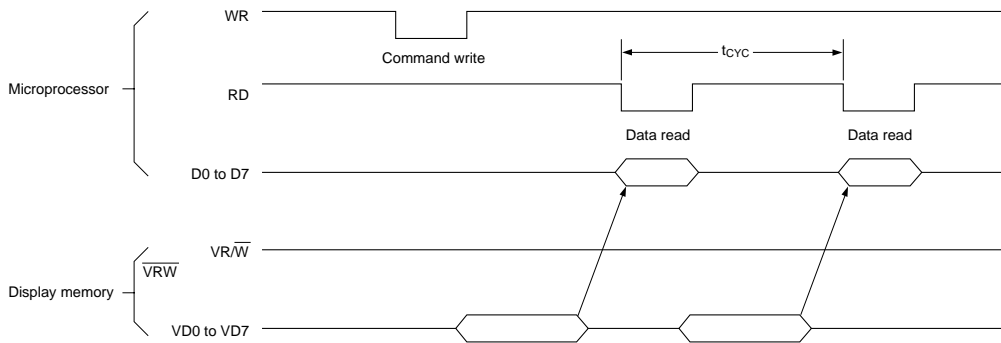 WR
Command write
tCYC
Microprocessor
RD
Data read Data read
D0 to D7
VR/W̅
V̅R̅W̅
Display memory
VD0 to VD7